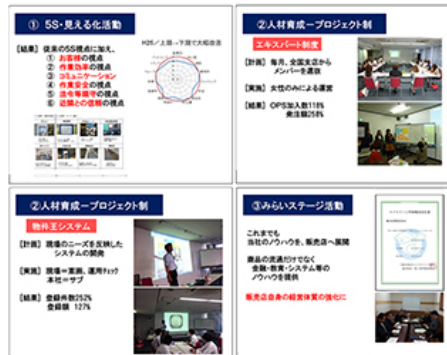 ① 5S・見える化活動
【結果】 従来の5S視点に加え、
① お客様の視点
② 作業効率の視点
③ コミュニケーション
④ 作業安全の視点
⑤ 法令等順守の視点
⑥ 近隣との信頼の視点
H26/上期→下期で大幅改善
②人材育成－プロジェクト制
エキスパート制度
【計画】 毎月、全国支店から
メンバーを選抜
【実施】 女性のみによる運営
【結果】 OPS加入数118%
発注額258%
②人材育成－プロジェクト制
物件王システム
【計画】 現場のニーズを反映した
システムの開発
【実施】 現場＝業画、運用チェック
本社＝サブ
【結果】 登録件数252%
登録額 127%
③みらいステージ活動
これまでも
当社のノウハウを、販売店へ展開
商品の流通だけでなく
金融・教育・システム等の
ノウハウを提供
販売店自身の経営体質の強化に